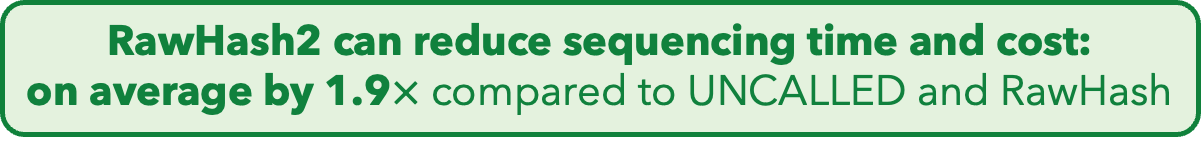 RawHash2 can reduce sequencing time and cost:
on average by 1.9× compared to UNCALLED and RawHash